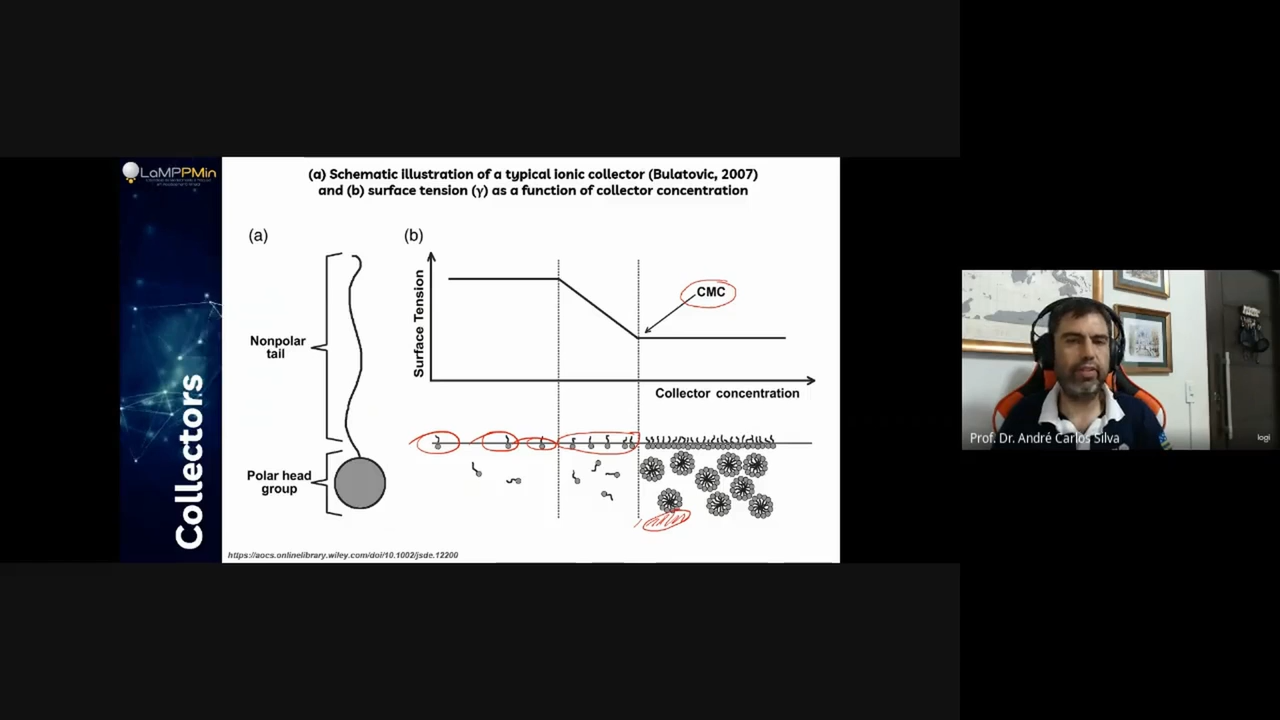 LaMPPMin
Collectors
(a) Schematic illustration of a typical ionic collector (Bulatovic, 2007)
and (b) surface tension (γ) as a function of collector concentration
(a)
Nonpolar
tail
Polar head
group
(b)
Surface Tension
CMC
Collector concentration
https://aocs.onlinelibrary.wiley.com/doi/10.1002/jsde.12200
Prof. Dr. André Carlos Silva
logi